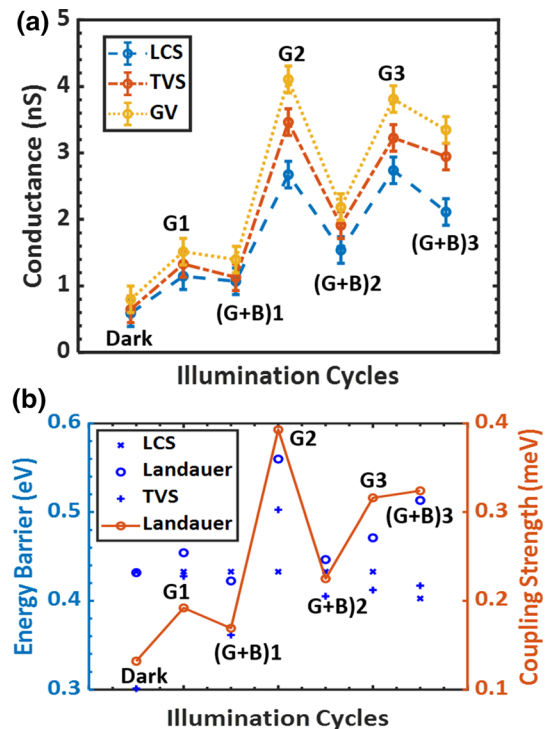 (a)
5
4
3
2
1
0
Conductance (nS)
LCS
TVS
GV
Dark
G1
(G+B)1
G2
(G+B)2
G3
(G+B)3
Illumination Cycles
(b)
0.6
0.5
0.4
0.3
Energy Barrier (eV)
LCS
Landauer
TVS
Landauer
Dark
G1
(G+B)1
G2
G+B)2
G3
(G+B)3
0.4
0.3
0.2
0.1
Coupling Strength (meV)
Illumination Cycles